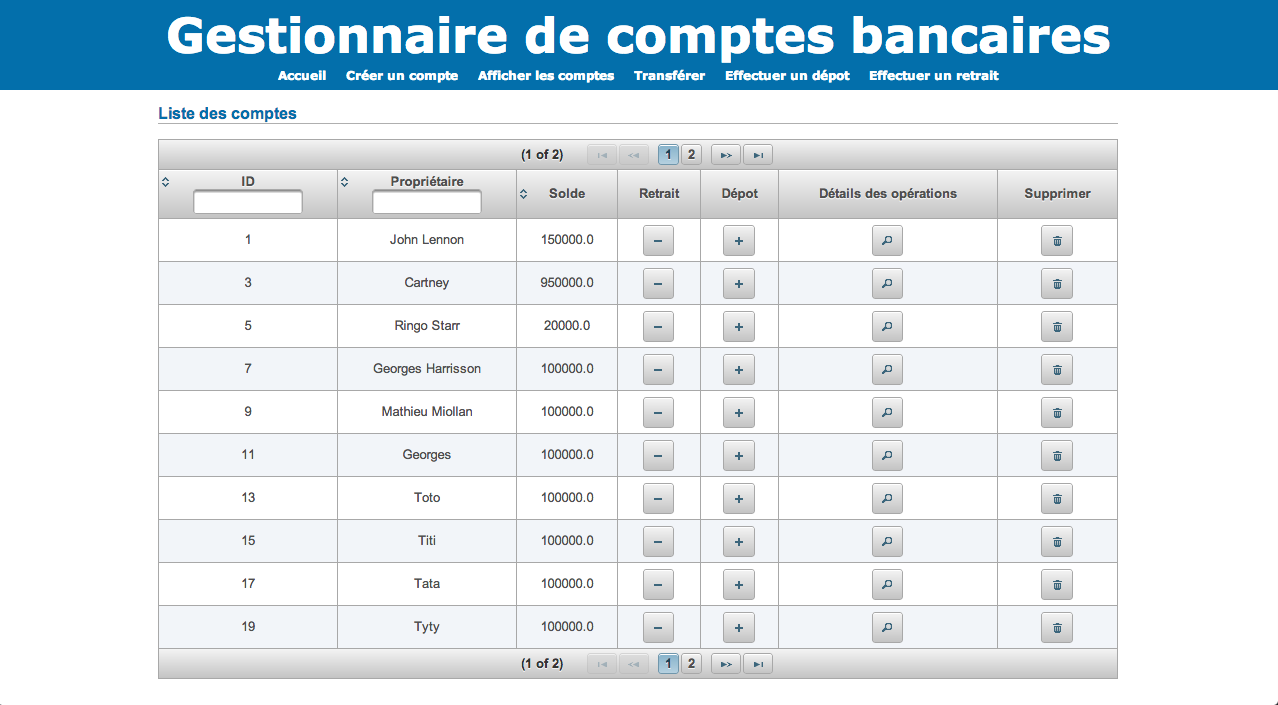 Gestionnaire de comptes bancaires
Accueil Créer un compte Afficher les comptes Transférer Effectuer un dépot Effectuer un retrait
Liste des comptes
(1 of 2) 1 2
ID Propriétaire Solde Retrait Dépot Détails des opérations Supprimer
1 John Lennon 150000.0
3 Cartney 950000.0
5 Ringo Starr 20000.0
7 Georges Harrisson 100000.0
9 Mathieu Miollan 100000.0
11 Georges 100000.0
13 Toto 100000.0
15 Titi 100000.0
17 Tata 100000.0
19 Tyty 100000.0
(1 of 2) 1 2